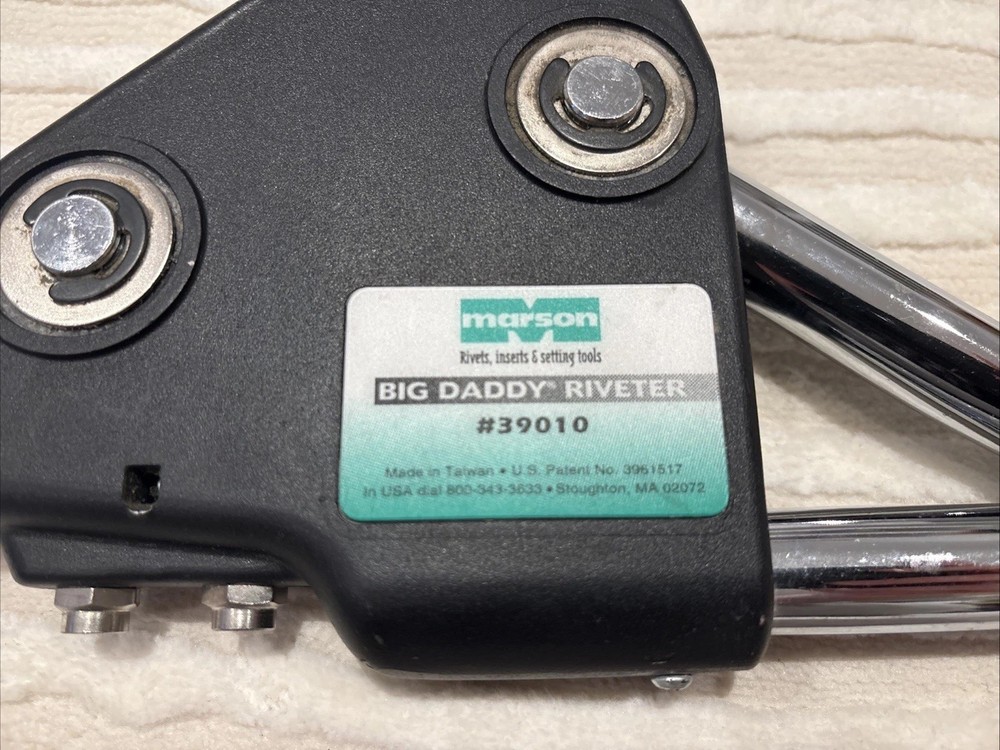 marson
Rivets, inserts & setting tools
BIG DADDY® RIVETER
#39010
Made in Taiwan • U.S. Patent No. 3961517
In USA dial 800-343-3633 • Stoughton, MA 02072